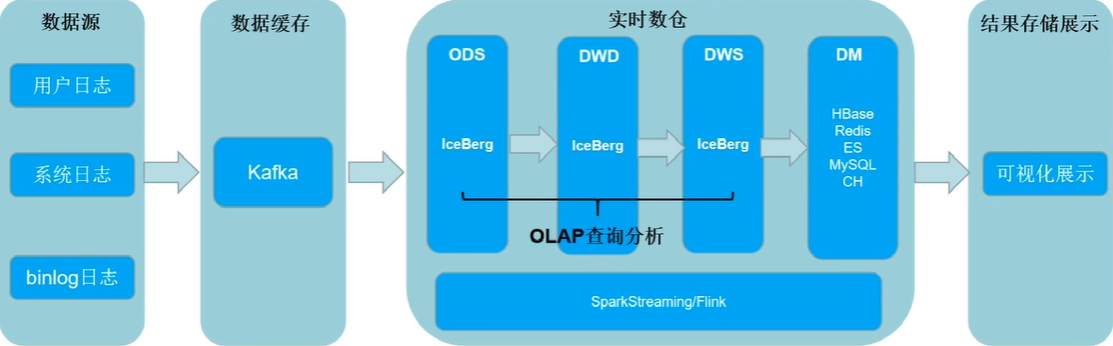 数据源
用户日志
系统日志
binlog日志
数据缓存
Kafka
实时数仓
ODS
IceBerg
DWD
IceBerg
DWS
IceBerg
DM
HBase
Redis
ES
MySQL
CH
OLAP查询分析
SparkStreaming/Flink
结果存储展示
可视化展示